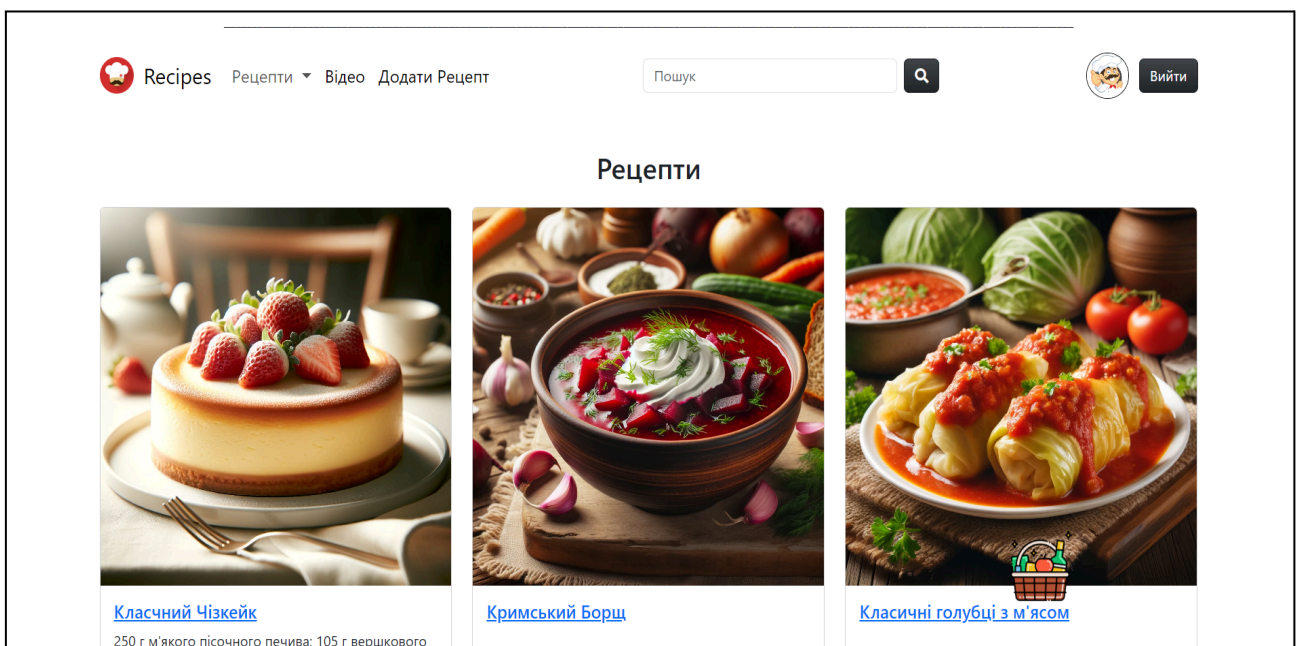 Recipes Рецепти Відео Додати Рецепт Пошук Вийти
Рецепти
Класчний Чізкейк
Кримський Борщ
Класичні голубці з м'ясом
250 г м'якого пісочного печива; 105 г вершкового